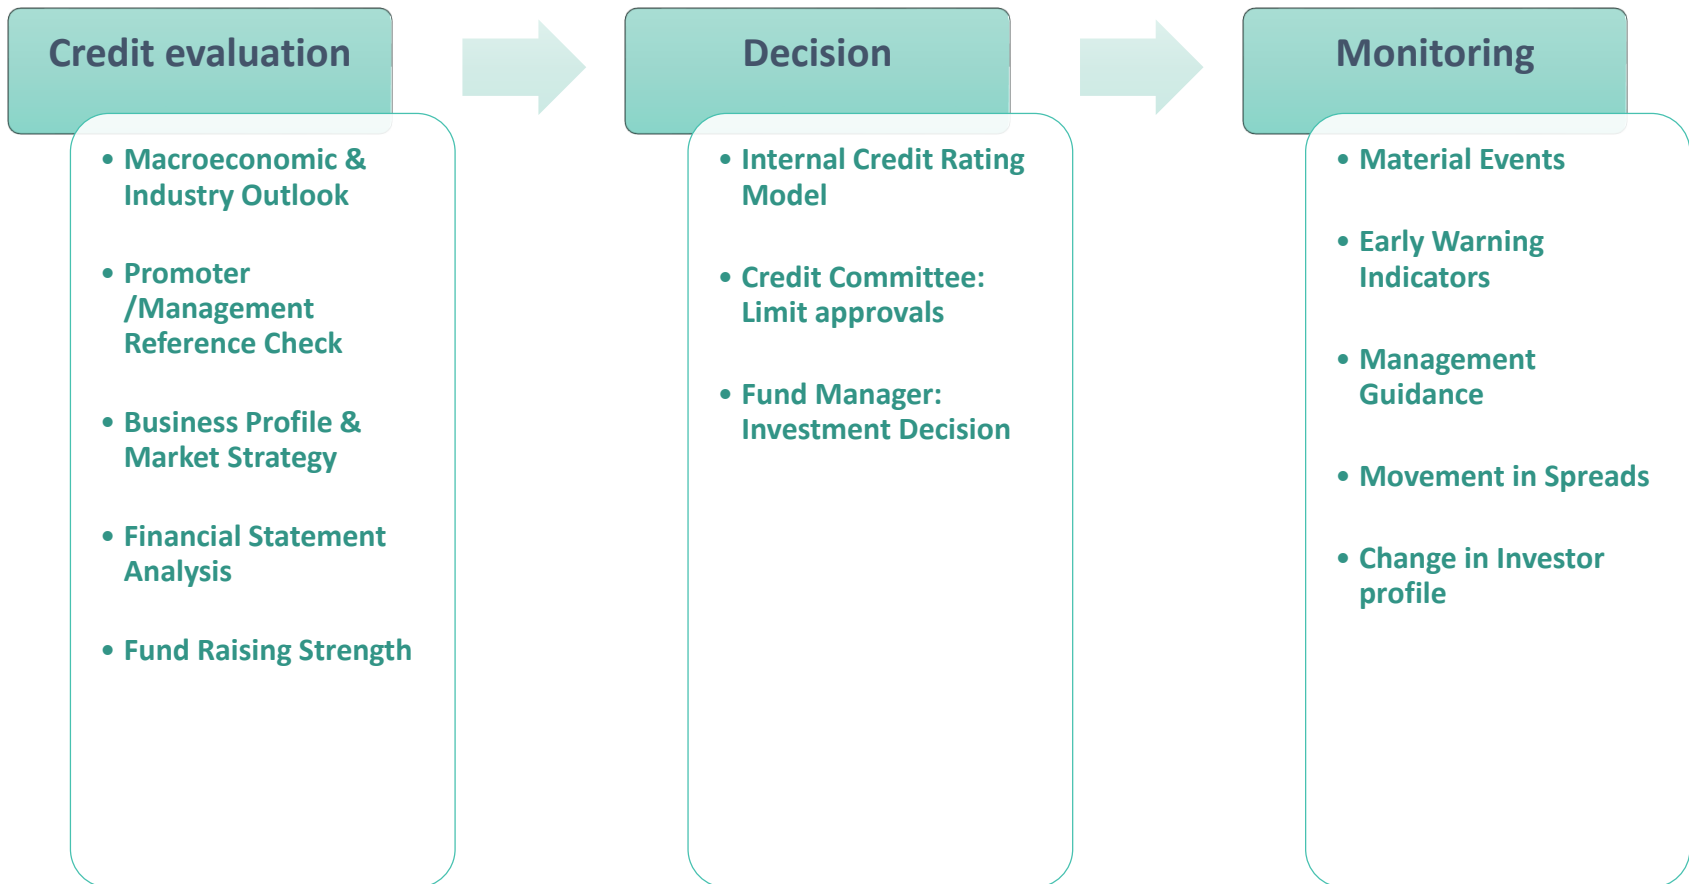 Credit evaluation
• Macroeconomic &
Industry Outlook
• Promoter
/Management
Reference Check
• Business Profile &
Market Strategy
• Financial Statement
Analysis
• Fund Raising Strength
Decision
• Internal Credit Rating
Model
• Credit Committee:
Limit approvals
• Fund Manager:
Investment Decision
Monitoring
• Material Events
• Early Warning
Indicators
• Management
Guidance
• Movement in Spreads
• Change in Investor
profile